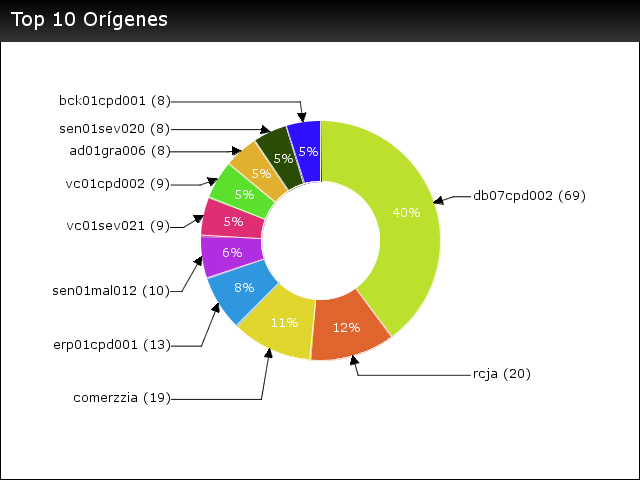 Top 10 Orígenes
bck01cpd001 (8)
sen01sev020 (8)
ad01gra006 (8)
vc01cpd002 (9)
vc01sev021 (9)
sen01mal012 (10)
erp01cpd001 (13)
comerzzia (19)
db07cpd002 (69)
rcja (20)
5%
5%
5%
5%
5%
6%
8%
11%
12%
40%